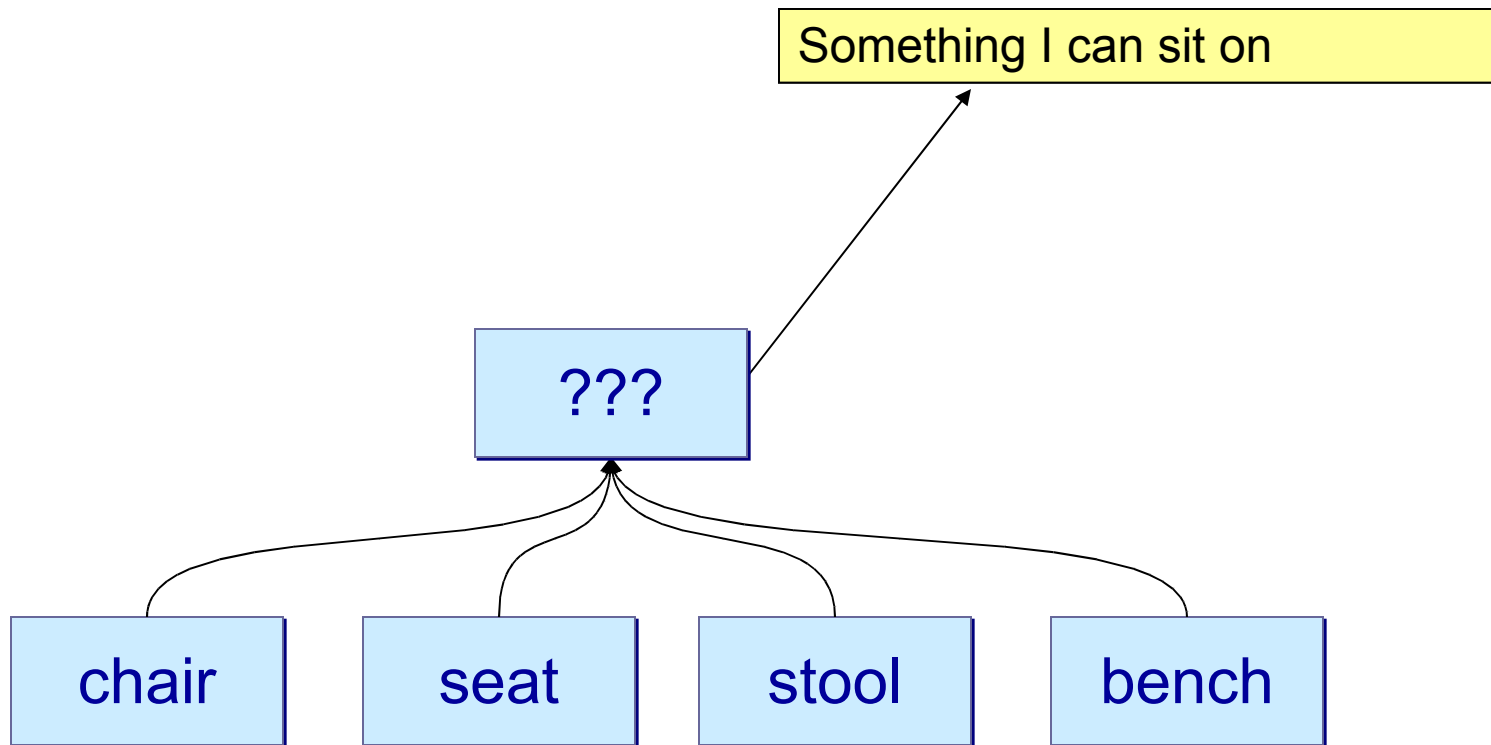 Something I can sit on
???
chair
seat
stool
bench